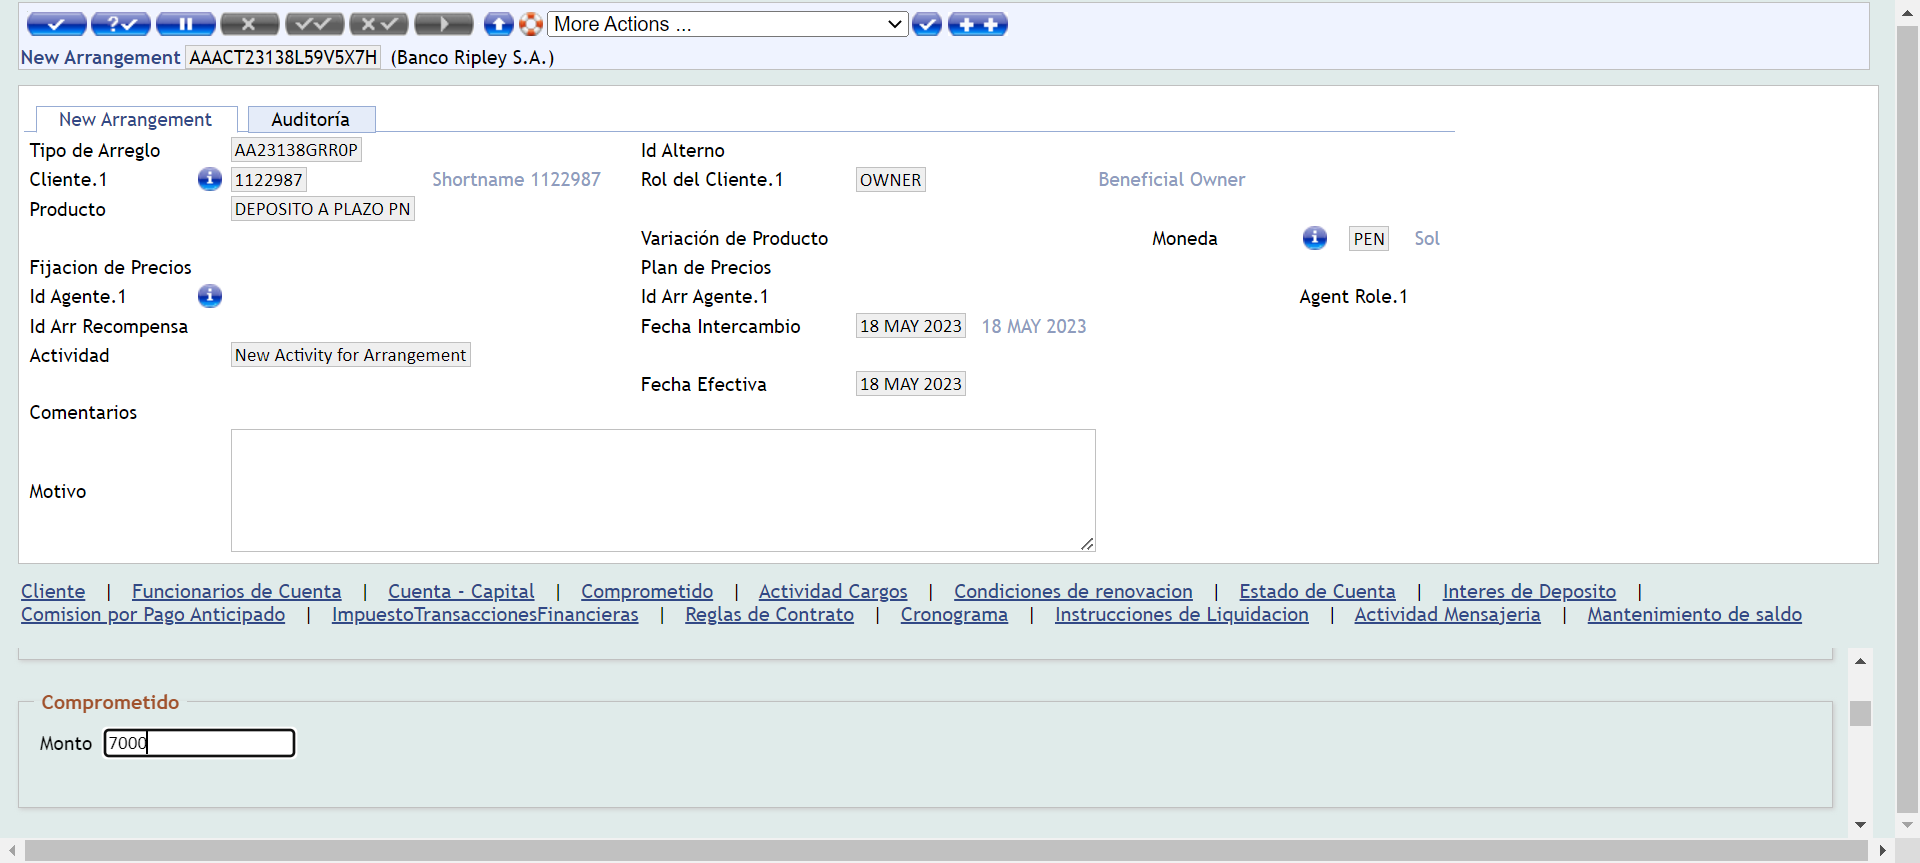 More Actions ...
New Arrangement AAACT23138L59V5X7H (Banco Ripley S.A.)
New Arrangement Auditoría
Tipo de Arreglo AA23138GRR0P Id Alterno
Cliente.1 1122987 Shortname 1122987 Rol del Cliente.1 OWNER Beneficial Owner
Producto DEPOSITO A PLAZO PN
Variación de Producto Moneda PEN Sol
Fijacion de Precios Plan de Precios
Id Agente.1 Id Arr Agente.1 Agent Role.1
Id Arr Recompensa Fecha Intercambio 18 MAY 2023 18 MAY 2023
Actividad New Activity for Arrangement
Fecha Efectiva 18 MAY 2023
Comentarios
Motivo
Cliente | Funcionarios de Cuenta | Cuenta - Capital | Comprometido | Actividad Cargos | Condiciones de renovacion | Estado de Cuenta | Interes de Deposito |
Comision por Pago Anticipado | ImpuestoTransaccionesFinancieras | Reglas de Contrato | Cronograma | Instrucciones de Liquidacion | Actividad Mensajeria | Mantenimiento de saldo
Comprometido
Monto 7000